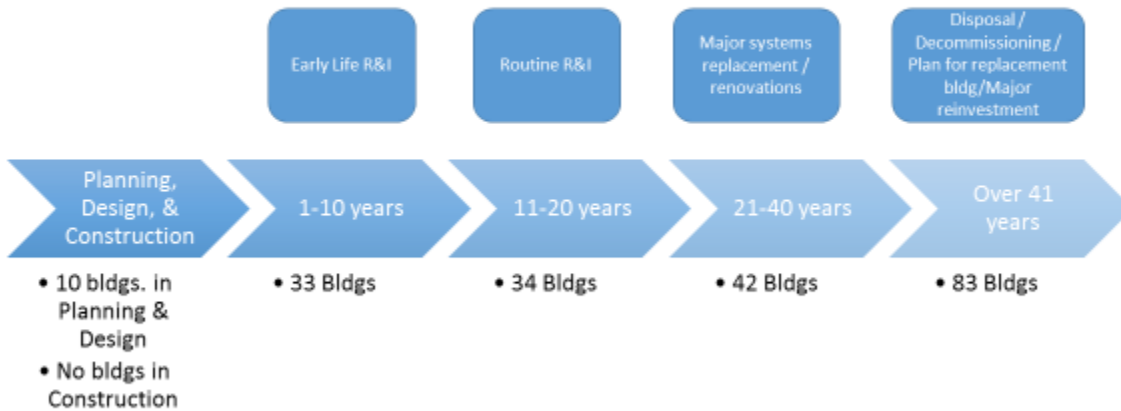 Early Life R&I
Routine R&I
Major systems
replacement /
renovations
Disposal /
Decommissioning /
Plan for replacement
bldg/Major
reinvestment
Planning,
Design, &
Construction
1-10 years
11-20 years
21-40 years
Over 41
years
• 10 bldgs. in
Planning &
Design
• No bldgs in
Construction
• 33 Bldgs
• 34 Bldgs
• 42 Bldgs
• 83 Bldgs